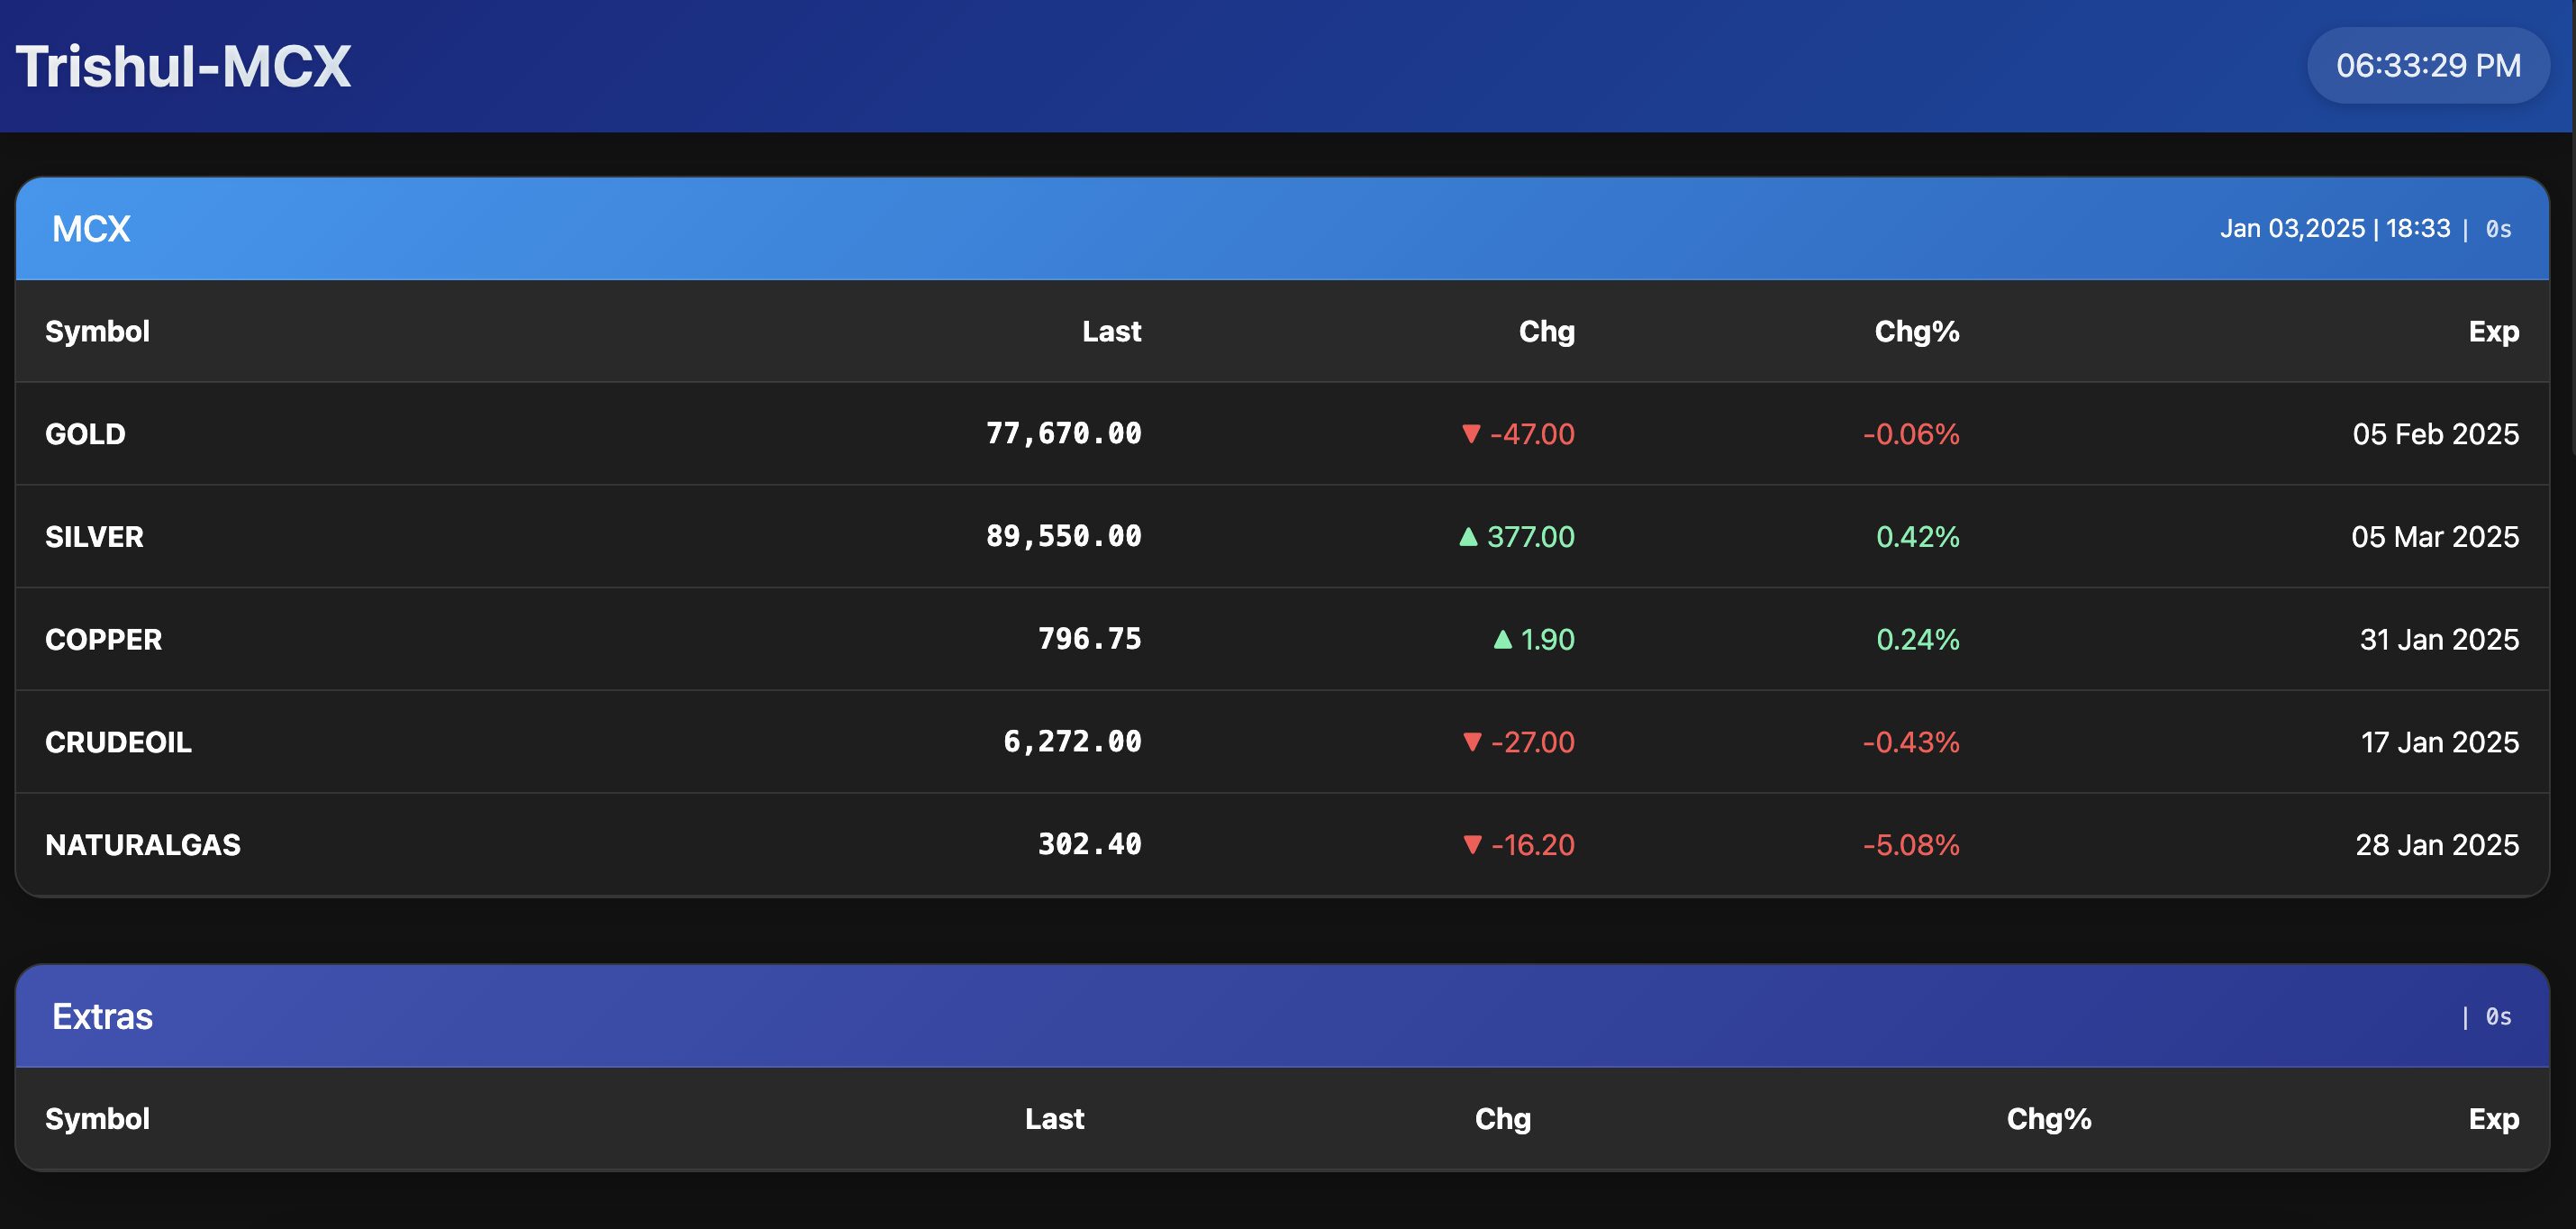 Trishul-MCX 06:33:29 PM
MCX Jan 03,2025 | 18:33 | 0s
Symbol Last Chg Chg% Exp
GOLD 77,670.00 ▼ -47.00 -0.06% 05 Feb 2025
SILVER 89,550.00 ▲ 377.00 0.42% 05 Mar 2025
COPPER 796.75 ▲ 1.90 0.24% 31 Jan 2025
CRUDEOIL 6,272.00 ▼ -27.00 -0.43% 17 Jan 2025
NATURALGAS 302.40 ▼ -16.20 -5.08% 28 Jan 2025
Extras | 0s
Symbol Last Chg Chg% Exp